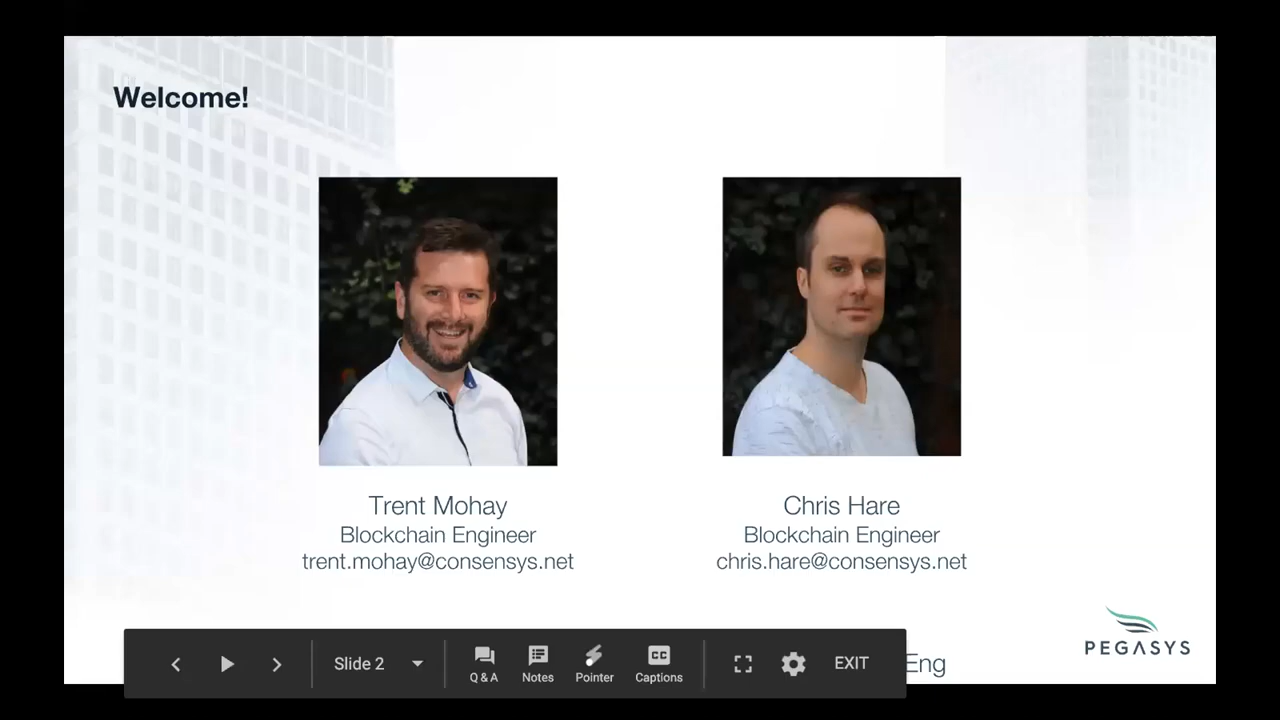 Welcome!
Trent Mohay
Blockchain Engineer
trent.mohay@consensys.net
Chris Hare
Blockchain Engineer
chris.hare@consensys.net
PEGASYS
Eng
Slide 2
Q & A
Notes
Pointer
Captions
EXIT